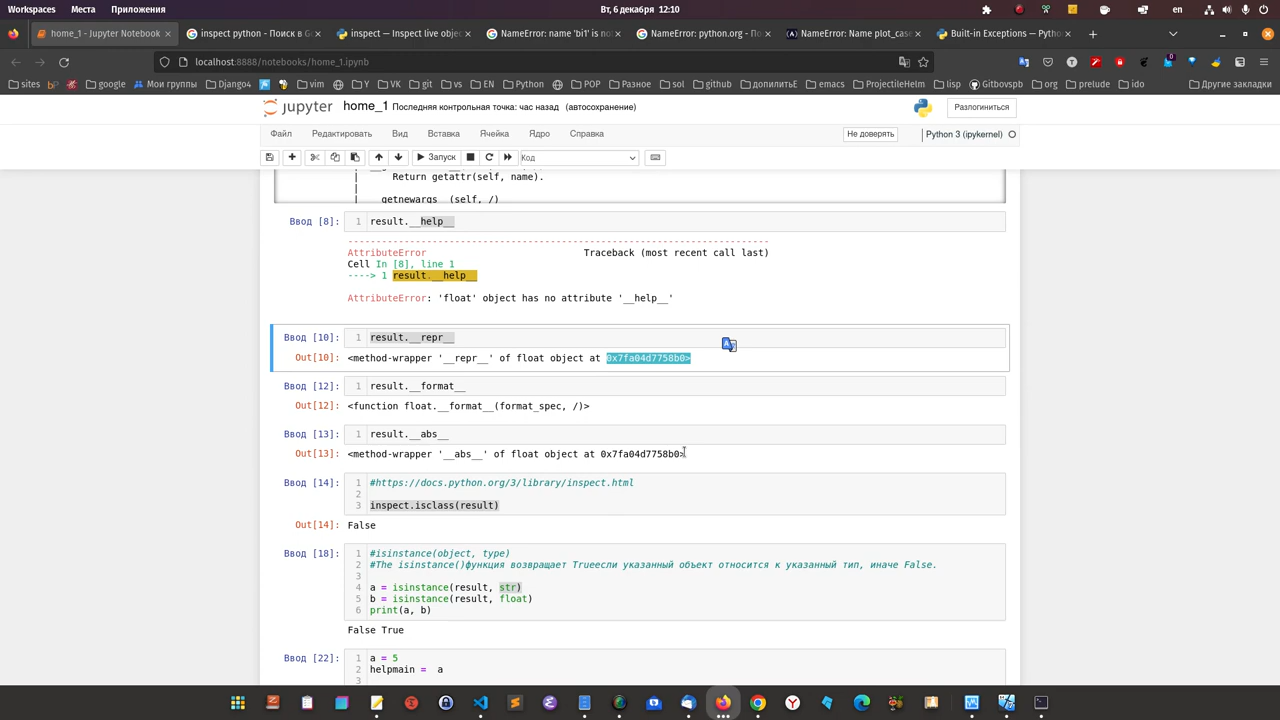 Workspaces Места Приложения Вт, 6 декабря 12:10 en
home_1 - Jupyter Notebook inspect python - Поиск в G inspect — Inspect live objec NameError: name 'bi1' is no NameError: python.org - По NameError: Name plot_case Built-in Exceptions — Pytho
localhost:8888/notebooks/home_1.ipynb
sites google Мои группы Django4 Y VK git vs EN Python POP Разное sol github допилитьЕ emacs ProjectileHelm lisp Gitbovspb org prelude ido Другие закладки
jupyter home_1 Последняя контрольная точка: час назад (автосохранение) Разлогиниться
Файл Редактировать Вид Вставка Ячейка Ядро Справка Не доверять Python 3 (ipykernel)
Запуск Код
| Return getattr(self, name).
|
| __getnewargs__(self, /)
Ввод [8]: 1 result.__help__
---------------------------------------------------------------------------
AttributeError Traceback (most recent call last)
Cell In [8], line 1
----> 1 result.__help__
AttributeError: 'float' object has no attribute '__help__'
Ввод [10]: 1 result.__repr__
Out[10]: <method-wrapper '__repr__' of float object at 0x7fa04d7758b0>
Ввод [12]: 1 result.__format__
Out[12]: <function float.__format__(format_spec, /)>
Ввод [13]: 1 result.__abs__
Out[13]: <method-wrapper '__abs__' of float object at 0x7fa04d7758b0>
Ввод [14]: 1 #https://docs.python.org/3/library/inspect.html
2
3 inspect.isclass(result)
Out[14]: False
Ввод [18]: 1 #isinstance(object, type)
2 #The isinstance()функция возвращает Trueесли указанный объект относится к указанный тип, иначе False.
3
4 a = isinstance(result, str)
5 b = isinstance(result, float)
6 print(a, b)
False True
Ввод [22]: 1 a = 5
2 helpmain = a
3